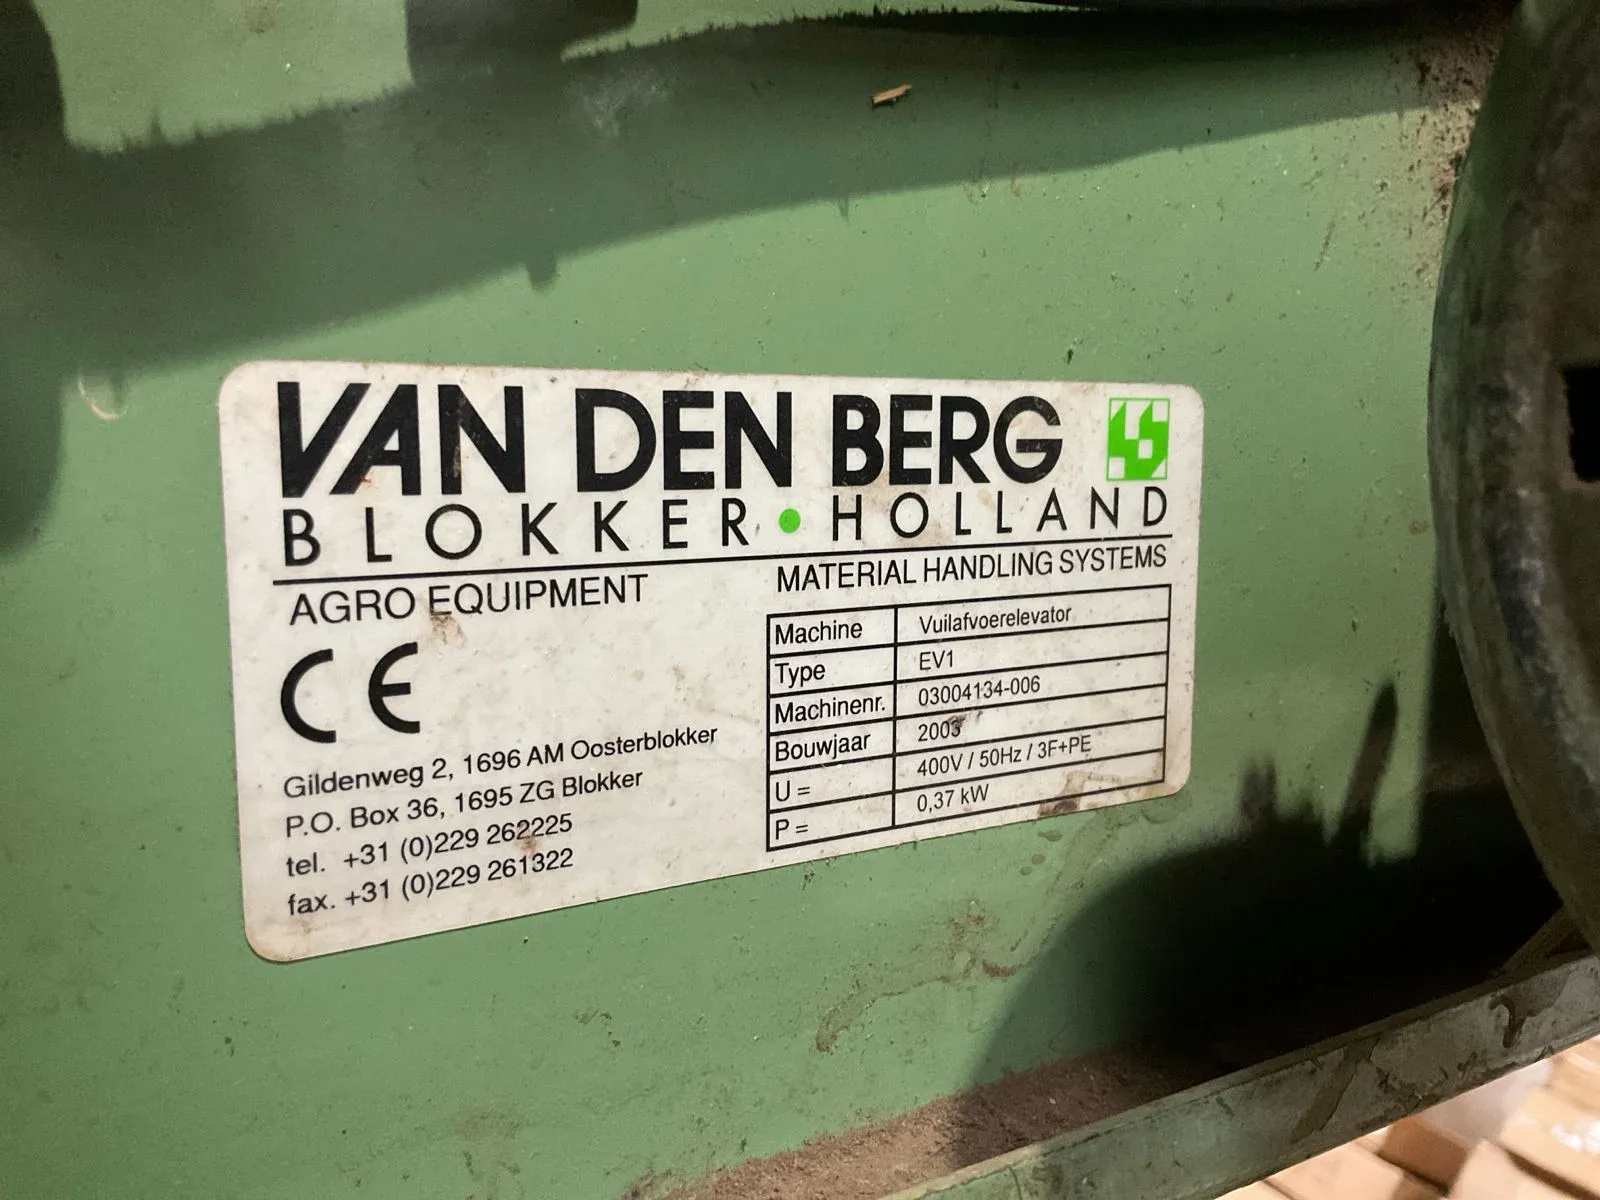 VAN DEN BERG
BLOKKER • HOLLAND
AGRO EQUIPMENT
MATERIAL HANDLING SYSTEMS
CE
Gildenweg 2, 1696 AM Oosterblokker
P.O. Box 36, 1695 ZG Blokker
tel. +31 (0)229 262225
fax. +31 (0)229 261322
Machine Vuilafvoerelevator
Type EV1
Machinenr. 03004134-006
Bouwjaar 2003
U = 400V / 50Hz / 3F+PE
P = 0,37 kW